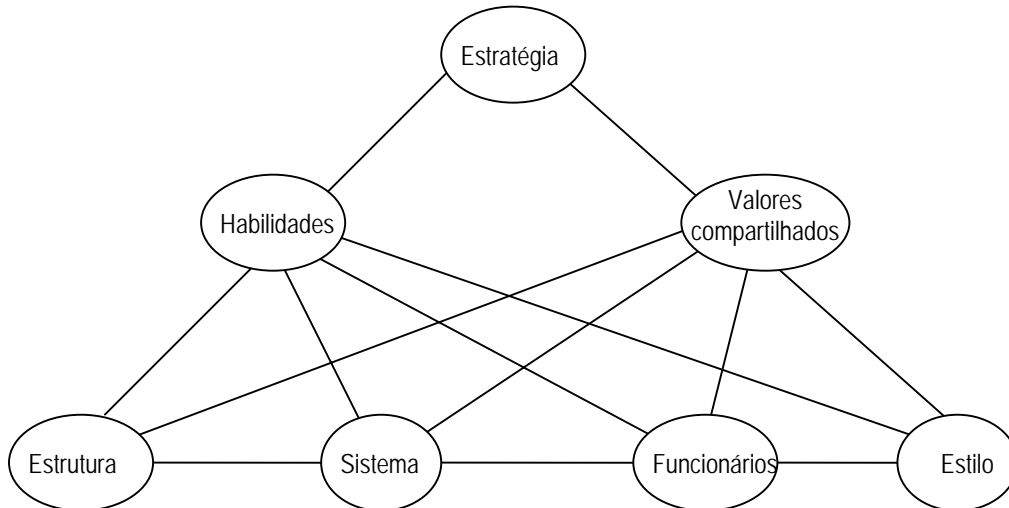 Estratégia
Habilidades
Valores
compartilhados
Estrutura
Sistema
Funcionários
Estilo